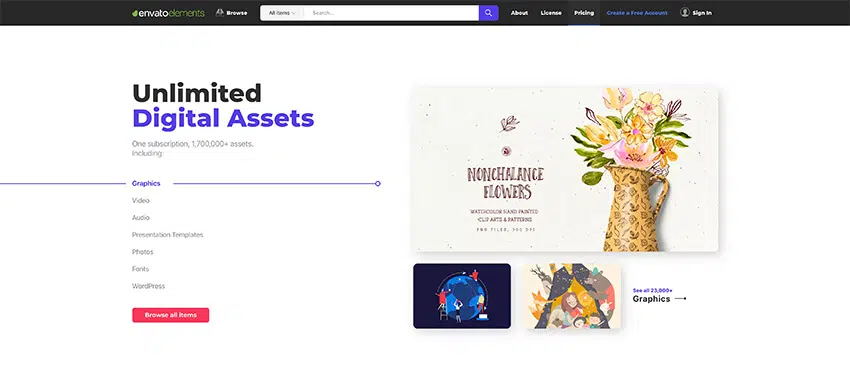 envatoelements
Browse
All items
Search...
About
License
Pricing
Create a Free Account
Sign In
Unlimited
Digital Assets
One subscription, 1,700,000+ assets.
Including:
Graphics
Video
Audio
Presentation Templates
Photos
Fonts
WordPress
Browse all items
NONCHALANCE
FLOWERS
WATERCOLOR HAND PAINTED
CLIP ARTS & PATTERNS
PNG FILES, 300 DPI
See all 23,000+
Graphics